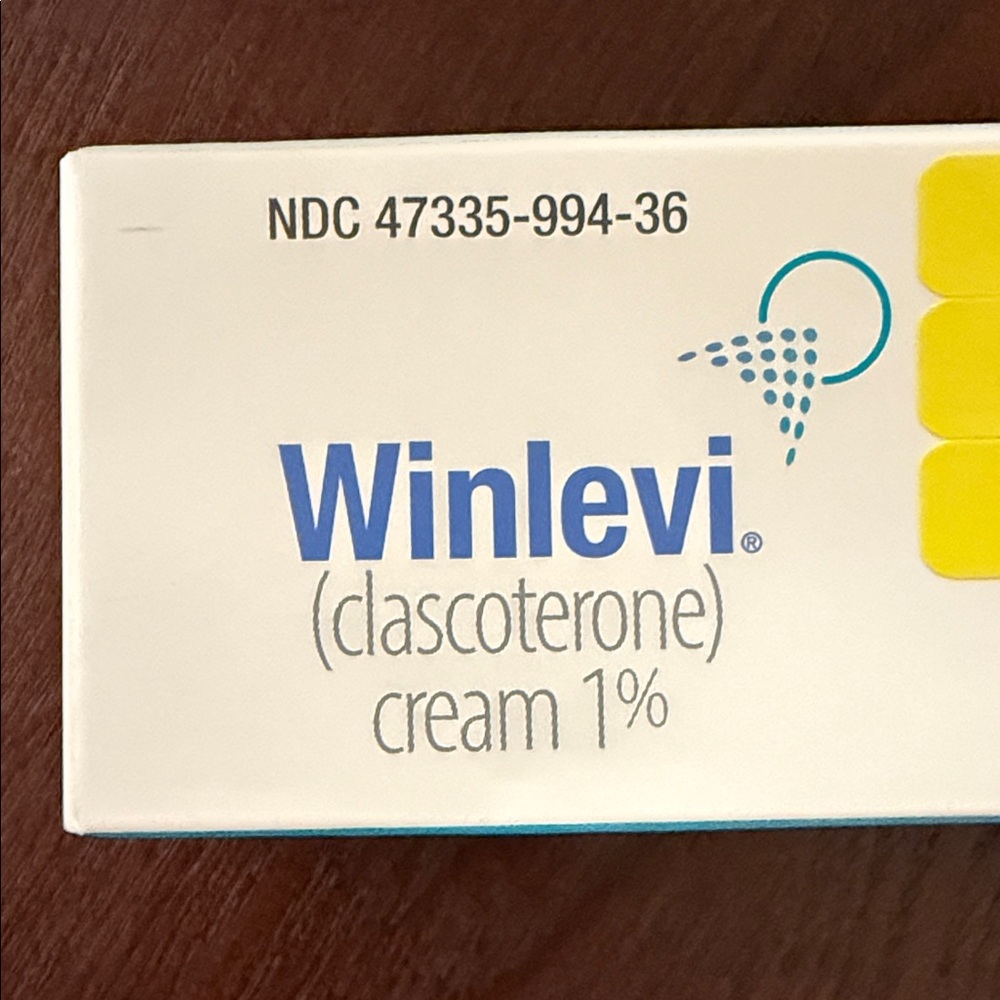 NDC 47335-994-36
Winlevi®
(clascoterone)
cream 1%